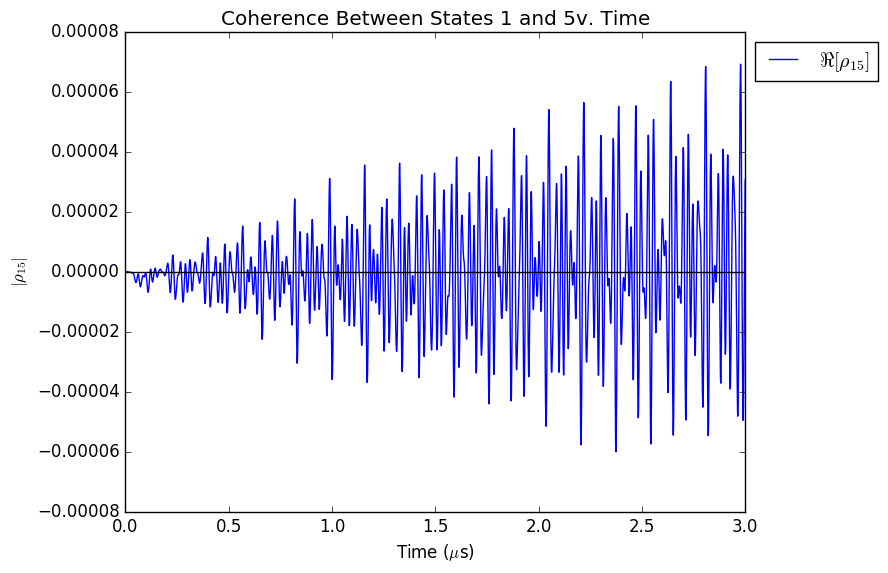 Coherence Between States 1 and 5v. Time
0.00008
0.00006
0.00004
0.00002
0.00000
−0.00002
−0.00004
−0.00006
−0.00008
|ρ₁₅|
0.0 0.5 1.0 1.5 2.0 2.5 3.0
Time (μs)
ℜ[ρ₁₅]